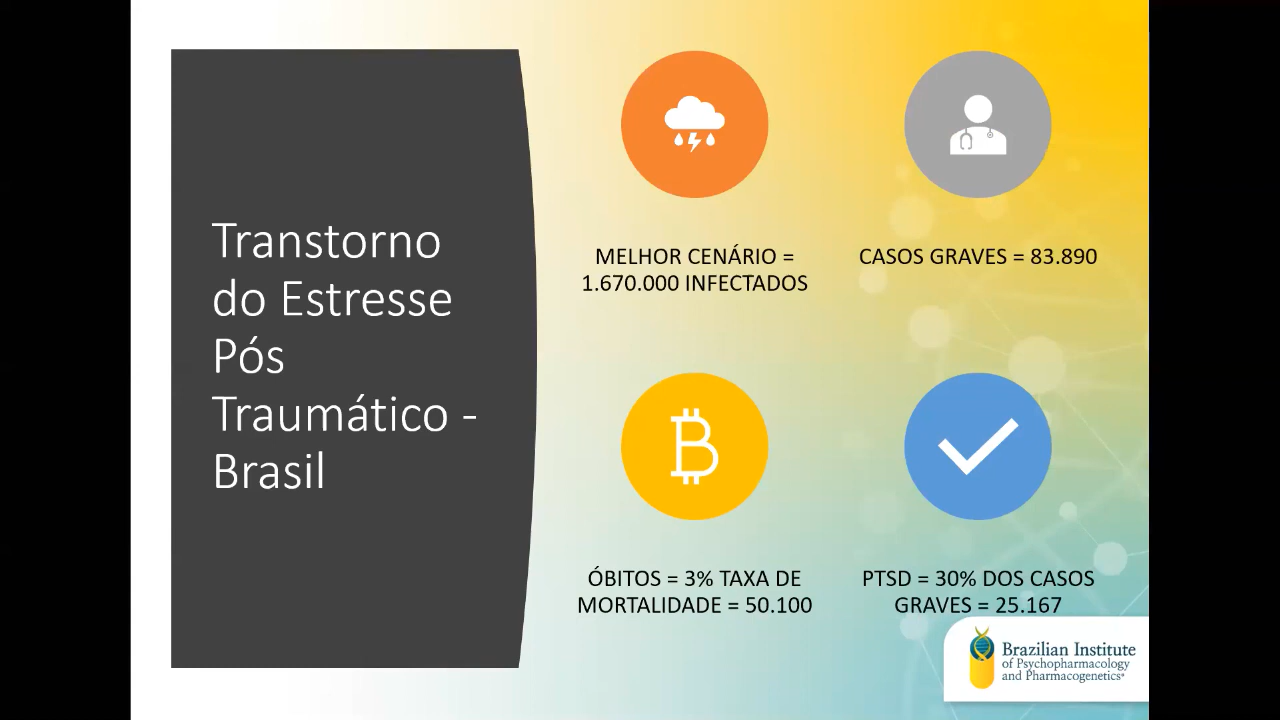 Transtorno
do Estresse
Pós
Traumático -
Brasil
MELHOR CENÁRIO =
1.670.000 INFECTADOS
CASOS GRAVES = 83.890
ÓBITOS = 3% TAXA DE
MORTALIDADE = 50.100
PTSD = 30% DOS CASOS
GRAVES = 25.167
Brazilian Institute
of Psychopharmacology
and Pharmacogenetics